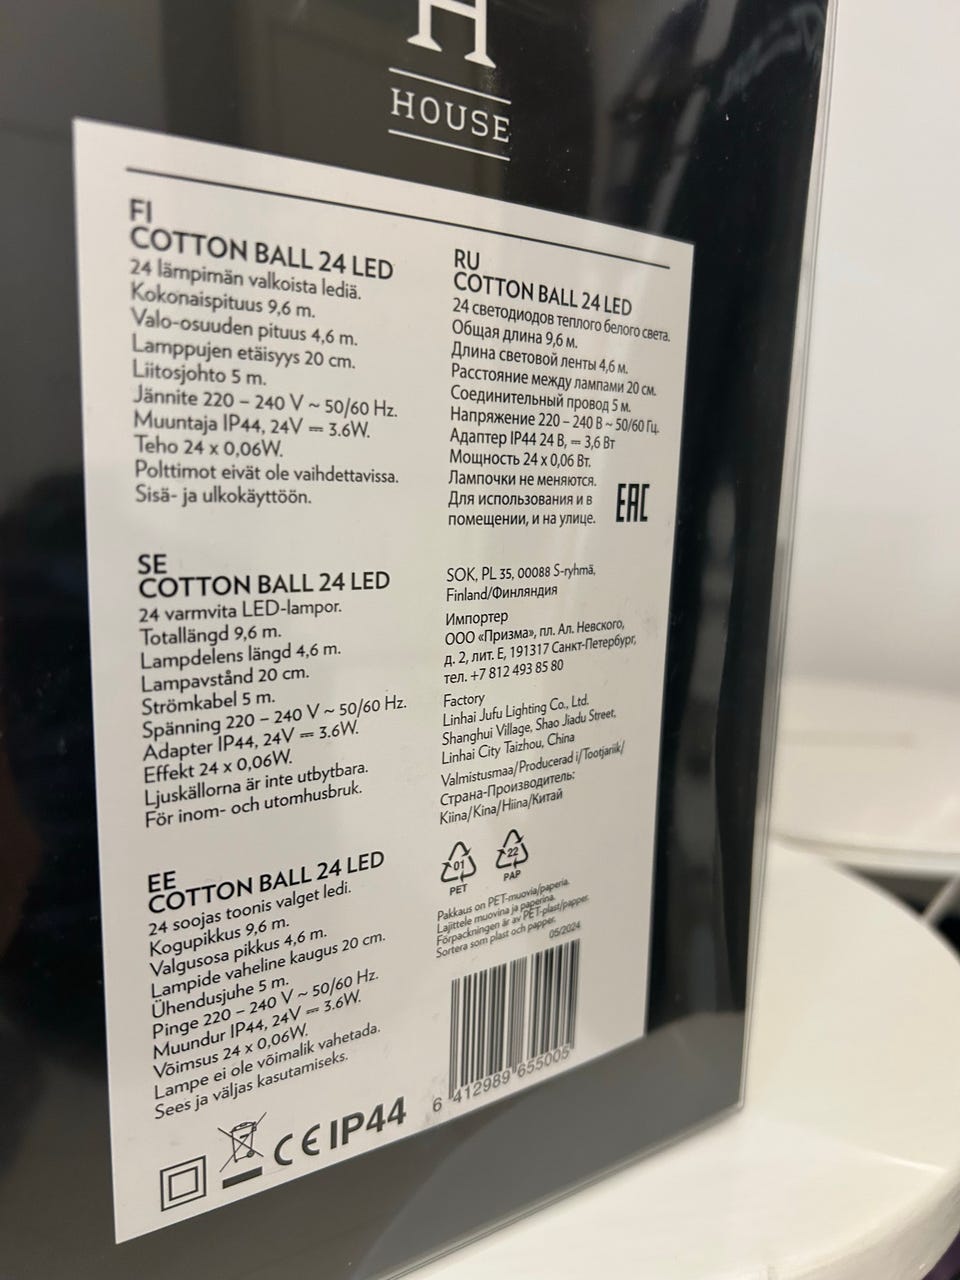 H
HOUSE
FI
COTTON BALL 24 LED
24 lämpimän valkoista lediä.
Kokonaispituus 9,6 m.
Valo-osuuden pituus 4,6 m.
Lamppujen etäisyys 20 cm.
Liitosjohto 5 m.
Jännite 220 – 240 V ~ 50/60 Hz.
Muuntaja IP44, 24V ⎓ 3.6W.
Teho 24 x 0,06W.
Polttimot eivät ole vaihdettavissa.
Sisä- ja ulkokäyttöön.
SE
COTTON BALL 24 LED
24 varmvita LED-lampor.
Totallängd 9,6 m.
Lampdelens längd 4,6 m.
Lampavstånd 20 cm.
Strömkabel 5 m.
Spänning 220 – 240 V ~ 50/60 Hz.
Adapter IP44, 24V ⎓ 3.6W.
Effekt 24 x 0,06W.
Ljuskällorna är inte utbytbara.
För inom- och utomhusbruk.
EE
COTTON BALL 24 LED
24 soojas toonis valget ledi.
Kogupikkus 9,6 m.
Valgusosa pikkus 4,6 m.
Lampide vaheline kaugus 20 cm.
Ühendusjuhe 5 m.
Pinge 220 – 240 V ~ 50/60 Hz.
Muundur IP44, 24V ⎓ 3.6W.
Võimsus 24 x 0,06W.
Lampe ei ole võimalik vahetada.
Sees ja väljas kasutamiseks.
CE IP44
RU
COTTON BALL 24 LED
24 светодиодов теплого белого света.
Общая длина 9,6 м.
Длина световой ленты 4,6 м.
Расстояние между лампами 20 см.
Соединительный провод 5 м.
Напряжение 220 – 240 В ~ 50/60 Гц.
Адаптер IP44 24 В, ⎓ 3,6 Вт
Мощность 24 x 0,06 Вт.
Лампочки не меняются.
Для использования и в
помещении, и на улице.
EAC
SOK, PL 35, 00088 S-ryhmä,
Finland/Финляндия
Импортер
ООО «Призма», пл. Ал. Невского,
д. 2, лит. Е, 191317 Санкт-Петербург,
тел. +7 812 493 85 80
Factory
Linhai Jufu Lighting Co., Ltd.
Shanghui Village, Shao Jiadu Street,
Linhai City Taizhou, China
Valmistusmaa/Producerad i/Tootjariik/
Страна-Производитель:
Kiina/Kina/Hiina/Китай
01 22
PET PAP
Pakkaus on PET-muovia/paperia.
Lajittele muovina ja paperina.
Förpackningen är av PET-plast/papper.
Sortera som plast och papper.
05/2024
6 412989 655005